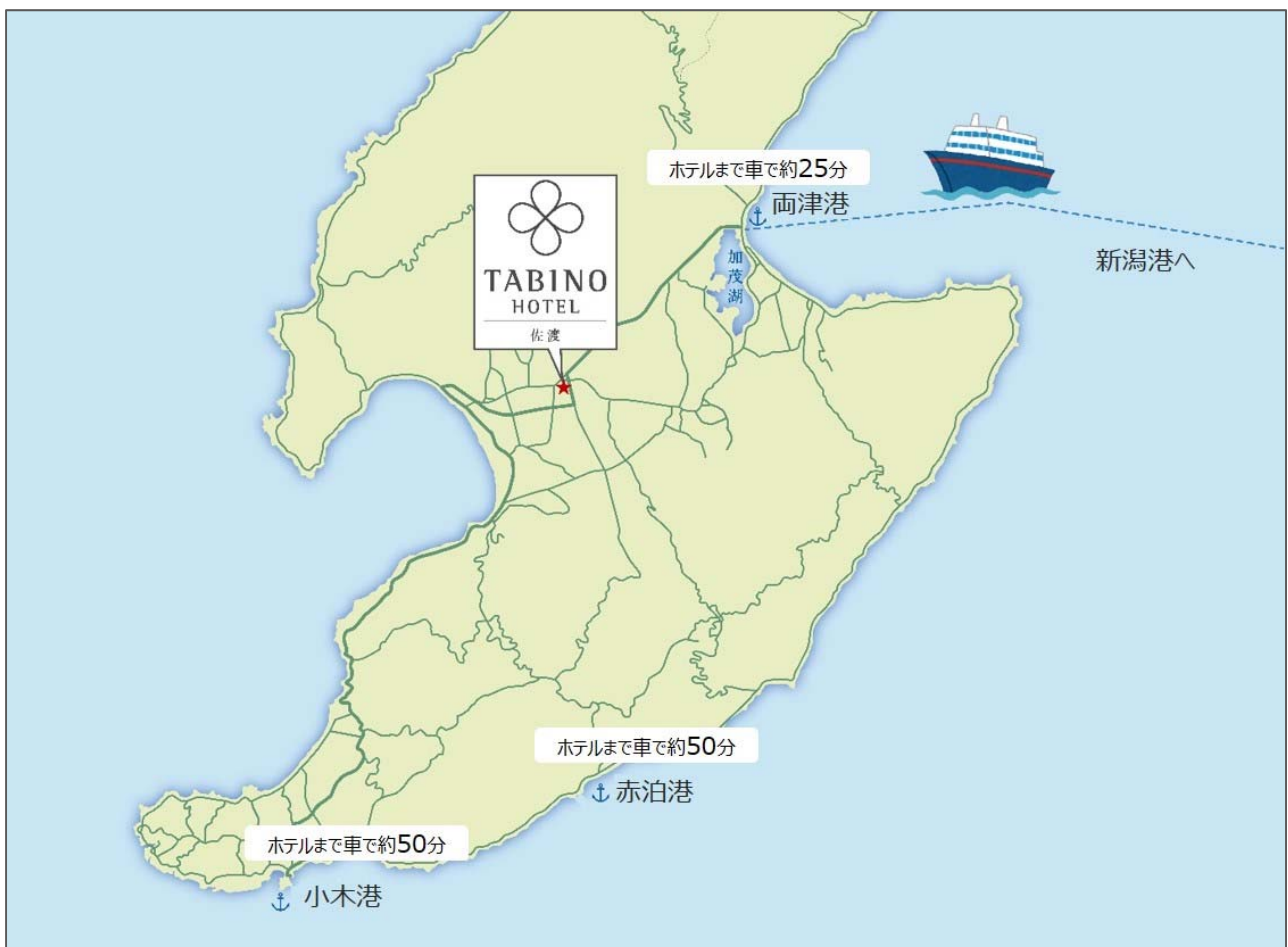 ホテルまで車で約25分
両津港
新潟港へ
加茂湖
TABINO
HOTEL
佐渡
ホテルまで車で約50分
赤泊港
ホテルまで車で約50分
小木港